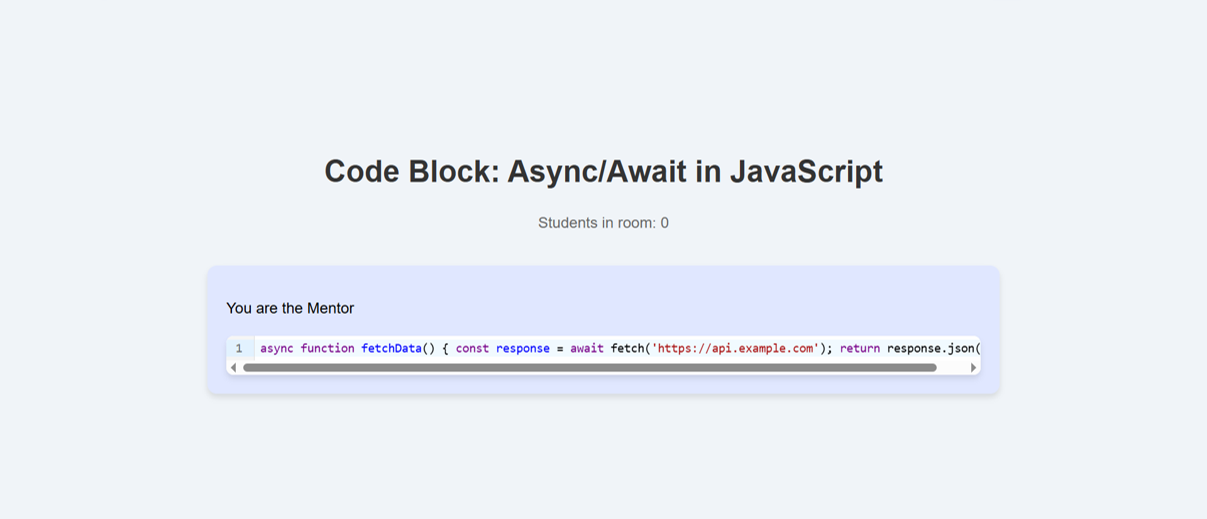 Code Block: Async/Await in JavaScript
Students in room: 0
You are the Mentor
1 async function fetchData() { const response = await fetch('https://api.example.com'); return response.json(